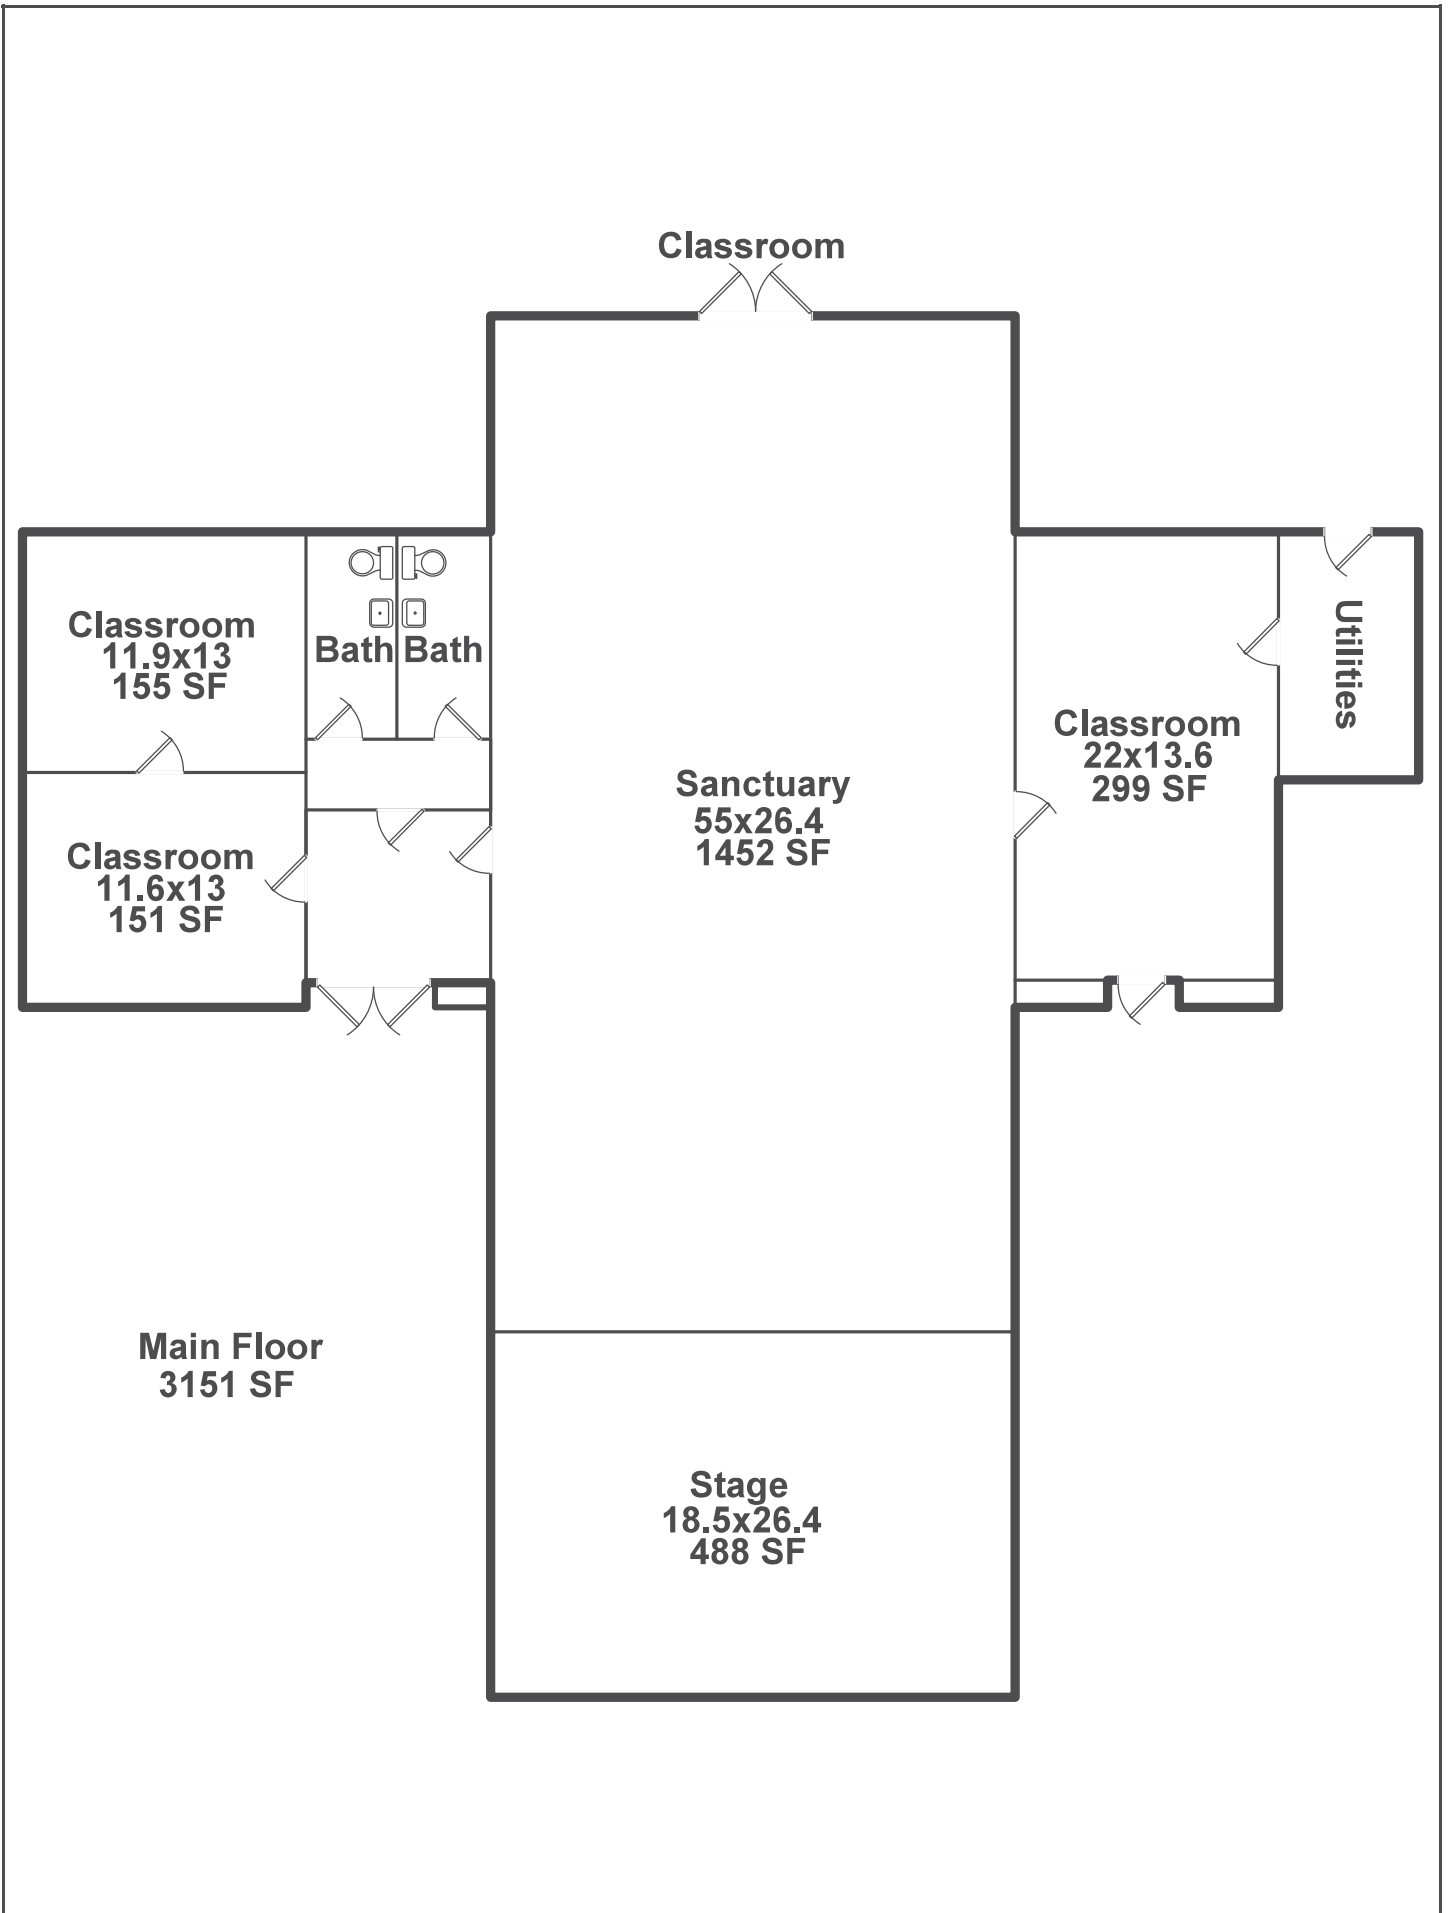 Classroom
Classroom
11.9x13
155 SF
Bath
Bath
Utilities
Classroom
22x13.6
299 SF
Sanctuary
55x26.4
1452 SF
Classroom
11.6x13
151 SF
Main Floor
3151 SF
Stage
18.5x26.4
488 SF